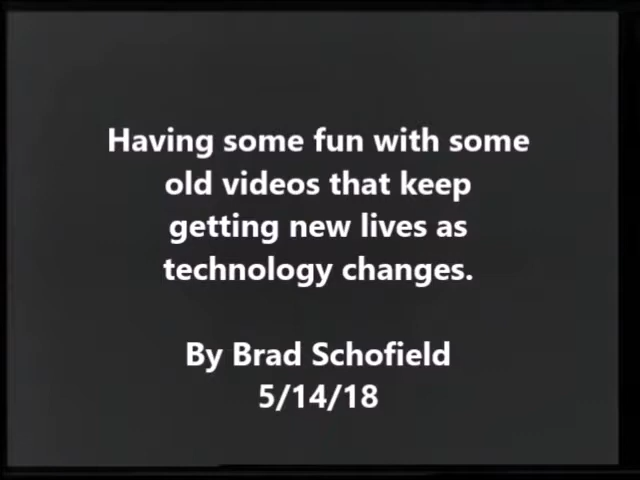 Having some fun with some
old videos that keep
getting new lives as
technology changes.
By Brad Schofield
5/14/18